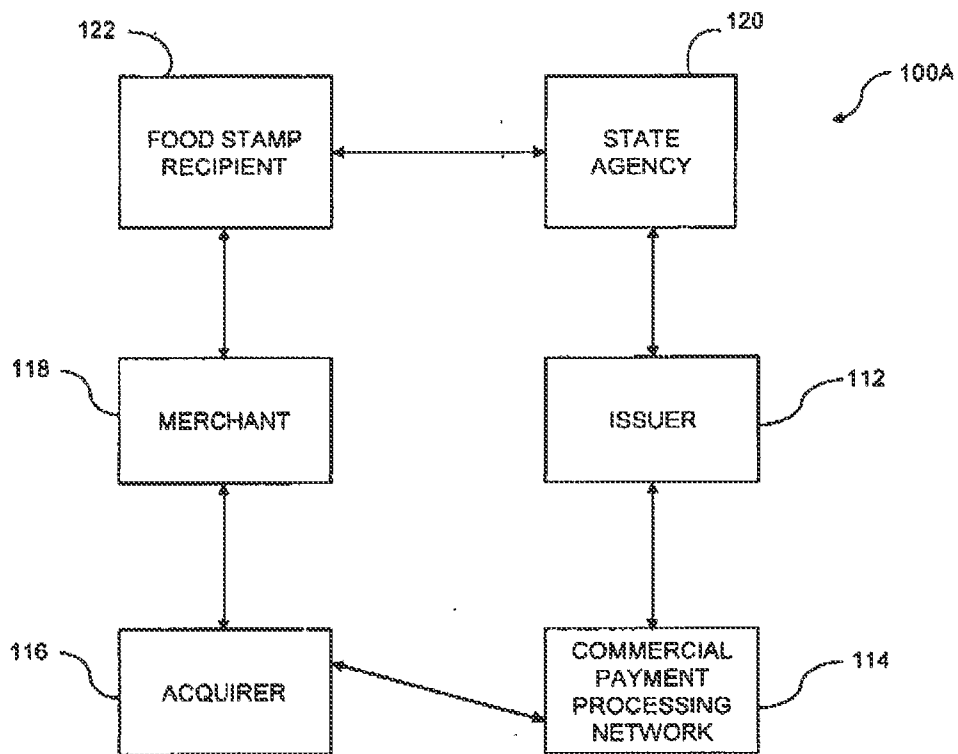 122
120
100A
FOOD STAMP
RECIPIENT
STATE
AGENCY
118
MERCHANT
ISSUER
112
116
ACQUIRER
COMMERCIAL
PAYMENT
PROCESSING
NETWORK
114